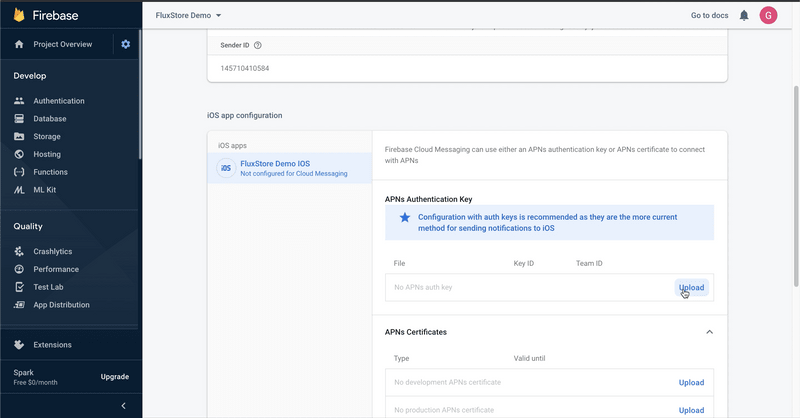 Firebase
FluxStore Demo
Go to docs
G
Project Overview
Sender ID
145710410584
Develop
Authentication
Database
Storage
Hosting
Functions
ML Kit
iOS app configuration
iOS apps
iOS
FluxStore Demo IOS
Not configured for Cloud Messaging
Firebase Cloud Messaging can use either an APNs authentication key or APNs certificate to connect
with APNs
APNs Authentication Key
Configuration with auth keys is recommended as they are the more current
method for sending notifications to iOS
File Key ID Team ID
No APNs auth key Upload
Quality
Crashlytics
Performance
Test Lab
App Distribution
APNs Certificates
Type Valid until
No development APNs certificate Upload
No production APNs certificate Upload
Extensions
Spark
Free $0/month
Upgrade